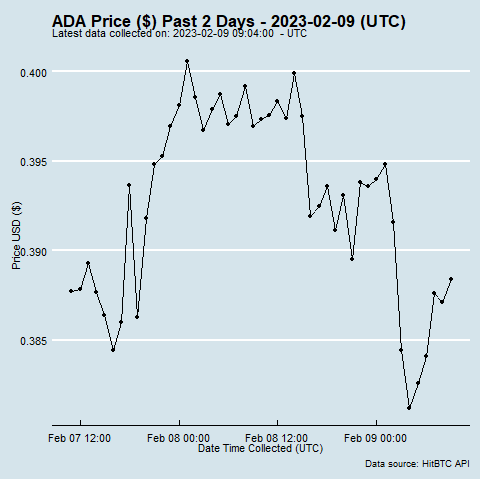 ADA Price ($) Past 2 Days - 2023-02-09 (UTC)
Latest data collected on: 2023-02-09 09:04:00  - UTC
Price USD ($)
0.400
0.395
0.390
0.385
Feb 07 12:00
Feb 08 00:00
Feb 08 12:00
Feb 09 00:00
Date Time Collected (UTC)
Data source: HitBTC API